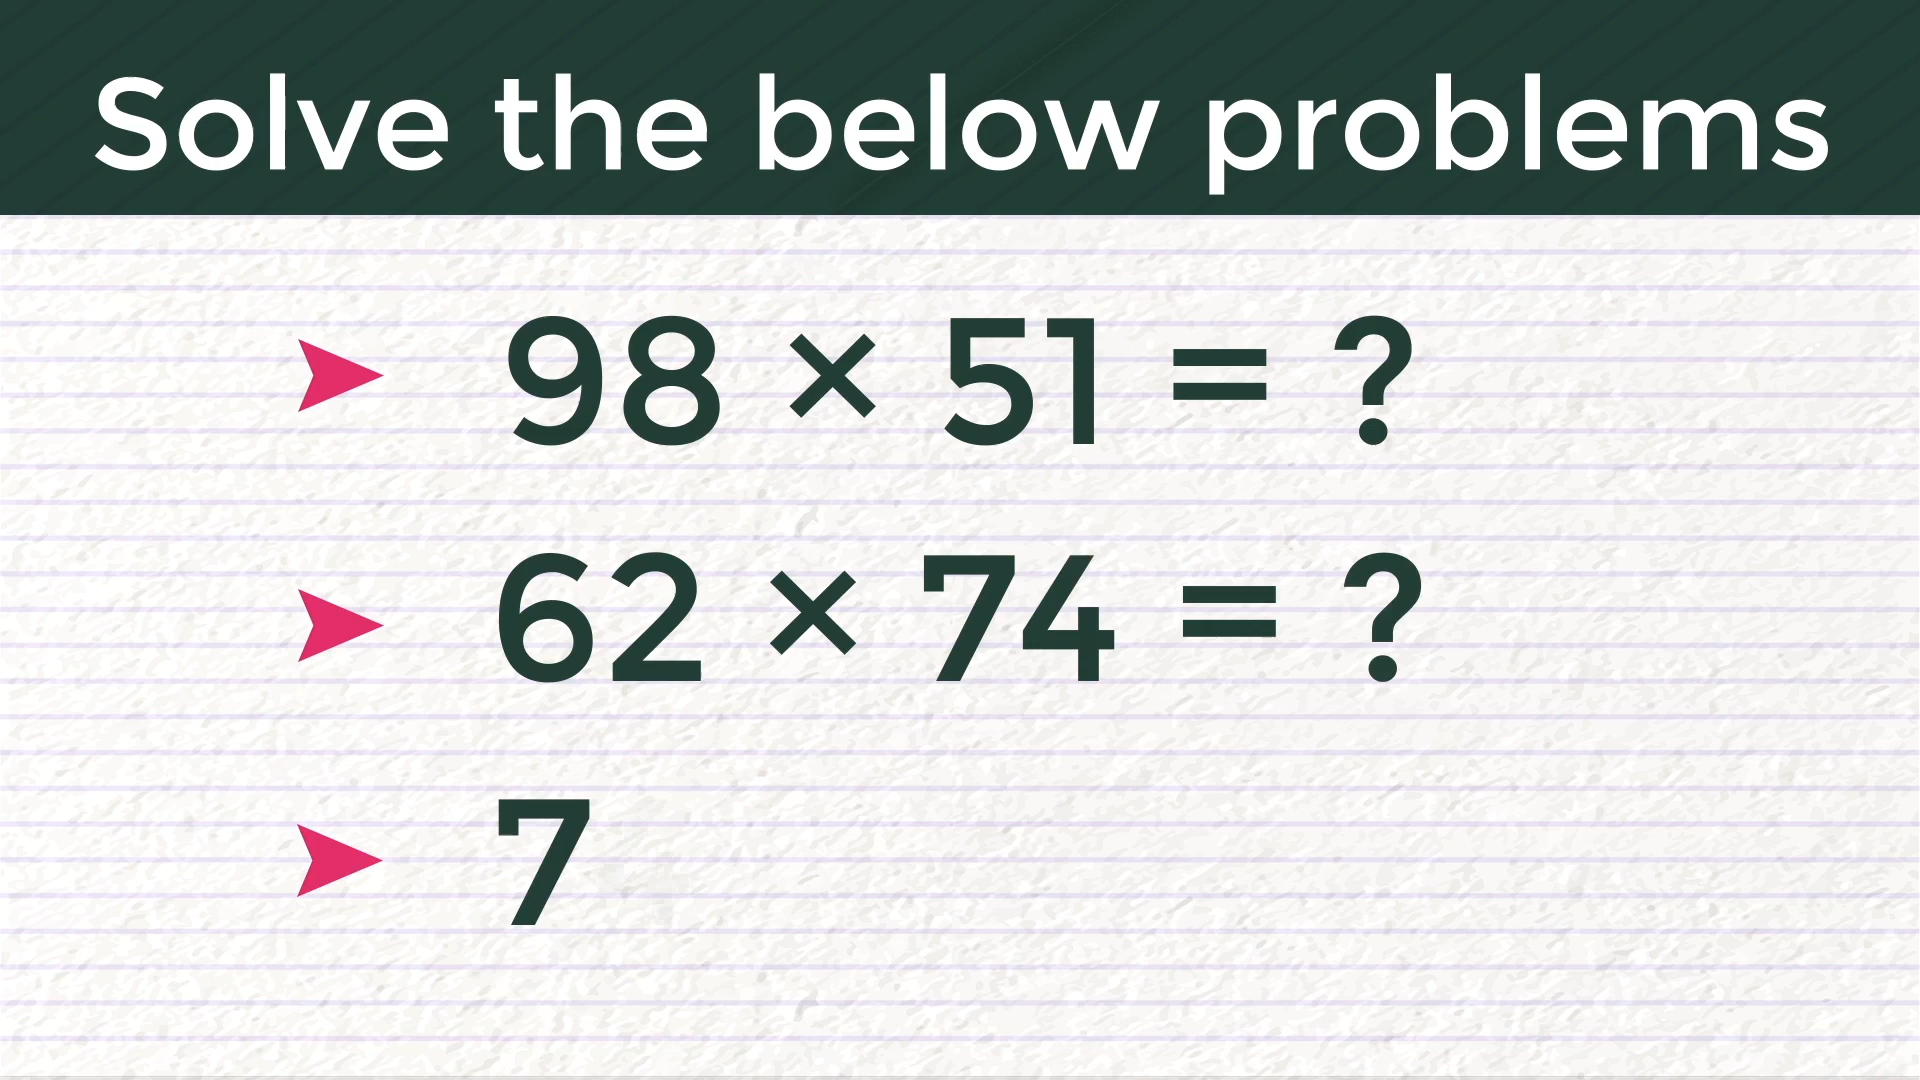 Solve the below problems
98 × 51 = ?
62 × 74 = ?
7